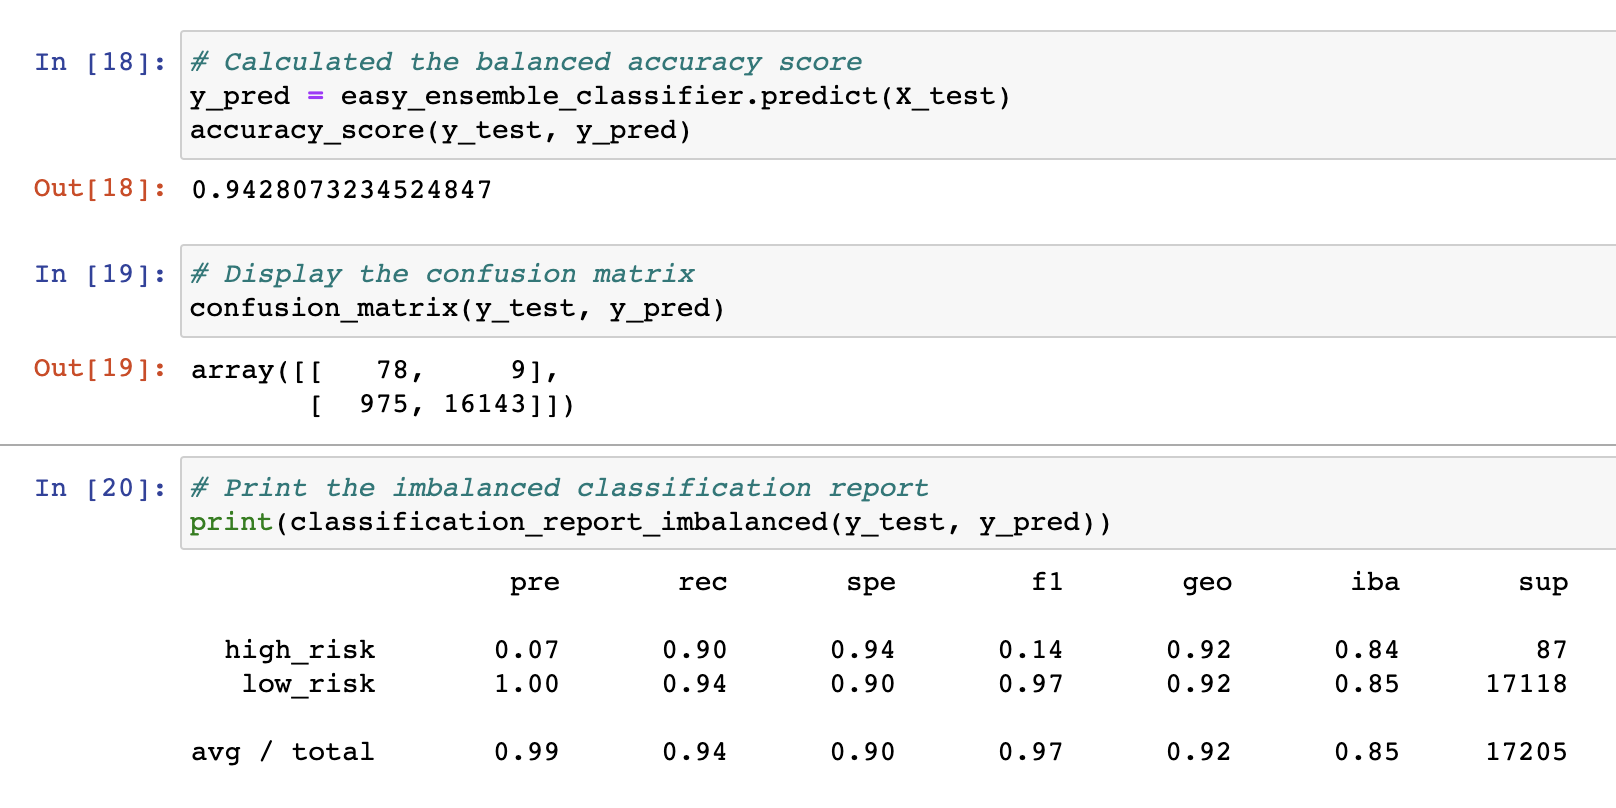 In [18]: # Calculated the balanced accuracy score
y_pred = easy_ensemble_classifier.predict(X_test)
accuracy_score(y_test, y_pred)
Out[18]: 0.9428073234524847
In [19]: # Display the confusion matrix
confusion_matrix(y_test, y_pred)
Out[19]: array([[   78,     9],
       [  975, 16143]])
In [20]: # Print the imbalanced classification report
print(classification_report_imbalanced(y_test, y_pred))
pre rec spe f1 geo iba sup
high_risk 0.07 0.90 0.94 0.14 0.92 0.84 87
low_risk 1.00 0.94 0.90 0.97 0.92 0.85 17118
avg / total 0.99 0.94 0.90 0.97 0.92 0.85 17205